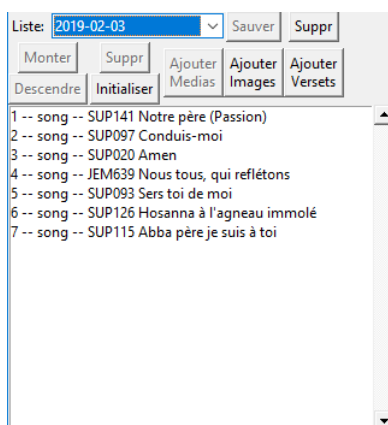 Liste: 2019-02-03 Sauver Suppr
Monter Suppr Ajouter Medias Ajouter Images Ajouter Versets
Descendre Initialiser
1 -- song -- SUP141 Notre père (Passion)
2 -- song -- SUP097 Conduis-moi
3 -- song -- SUP020 Amen
4 -- song -- JEM639 Nous tous, qui reflétons
5 -- song -- SUP093 Sers toi de moi
6 -- song -- SUP126 Hosanna à l'agneau immolé
7 -- song -- SUP115 Abba père je suis à toi